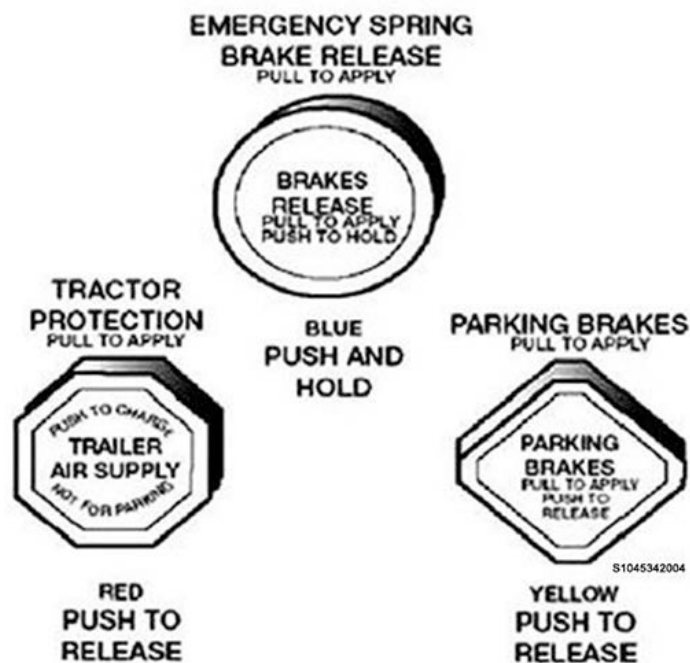 EMERGENCY SPRING
BRAKE RELEASE
PULL TO APPLY
BRAKES
RELEASE
PULL TO APPLY
PUSH TO HOLD
BLUE
PUSH AND
HOLD
TRACTOR
PROTECTION
PULL TO APPLY
PUSH TO CHARGE
TRAILER
AIR SUPPLY
NOT FOR PARKING
RED
PUSH TO
RELEASE
PARKING BRAKES
PULL TO APPLY
PARKING
BRAKES
PULL TO APPLY
PUSH TO
RELEASE
S1045342004
YELLOW
PUSH TO
RELEASE